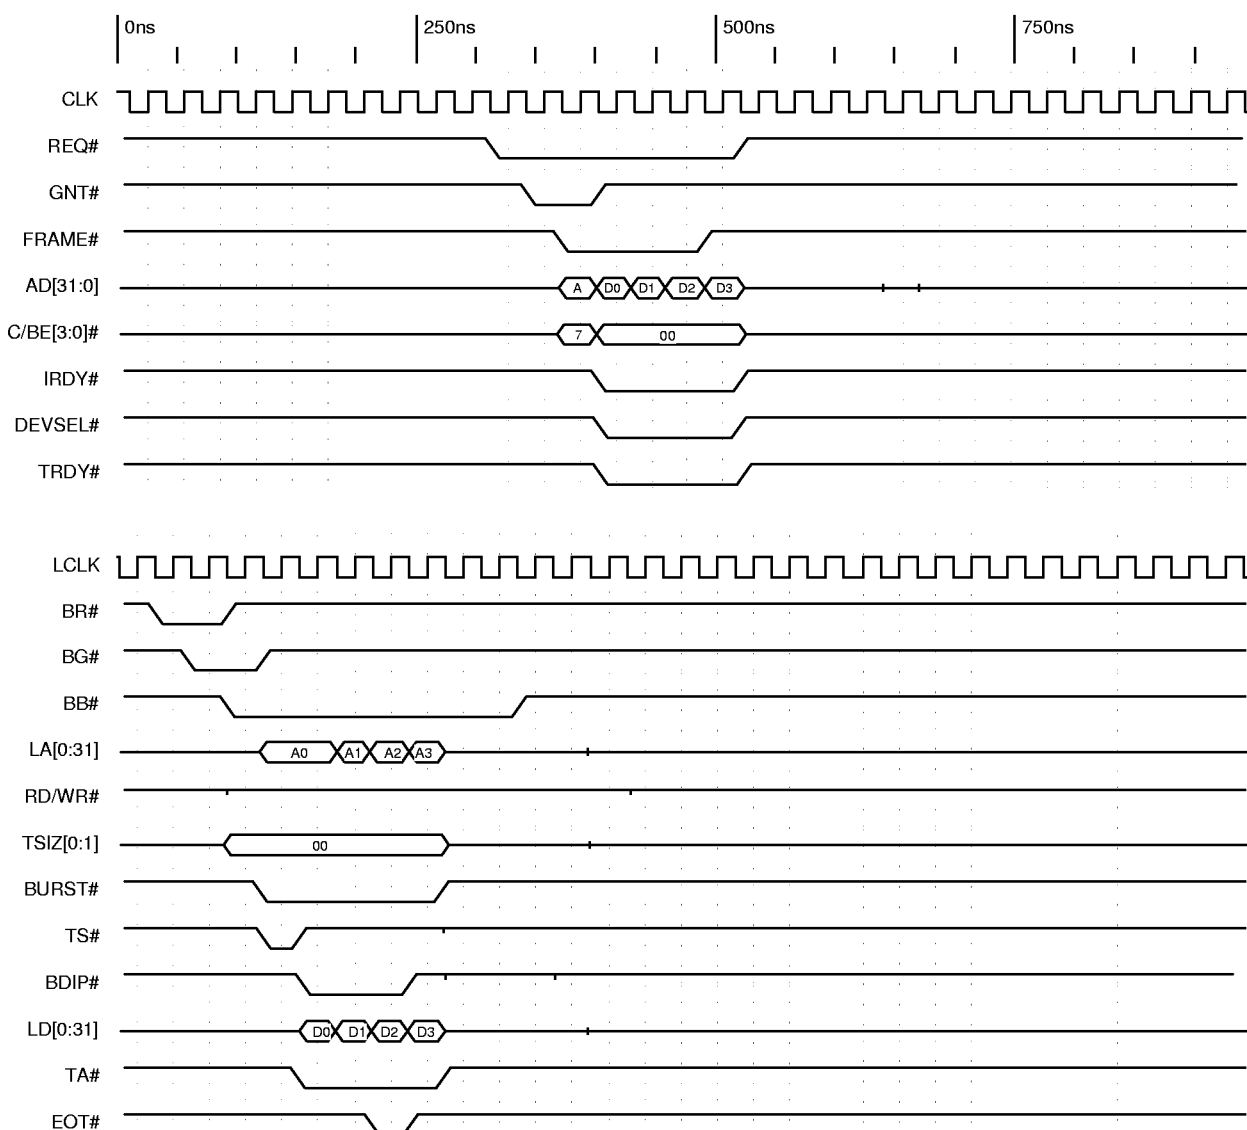 0ns 250ns 500ns 750ns
CLK
REQ#
GNT#
FRAME#
AD[31:0] A D0 D1 D2 D3
C/BE[3:0]# 7 00
IRDY#
DEVSEL#
TRDY#
LCLK
BR#
BG#
BB#
LA[0:31] A0 A1 A2 A3
RD/WR#
TSIZ[0:1] 00
BURST#
TS#
BDIP#
LD[0:31] D0 D1 D2 D3
TA#
EOT#